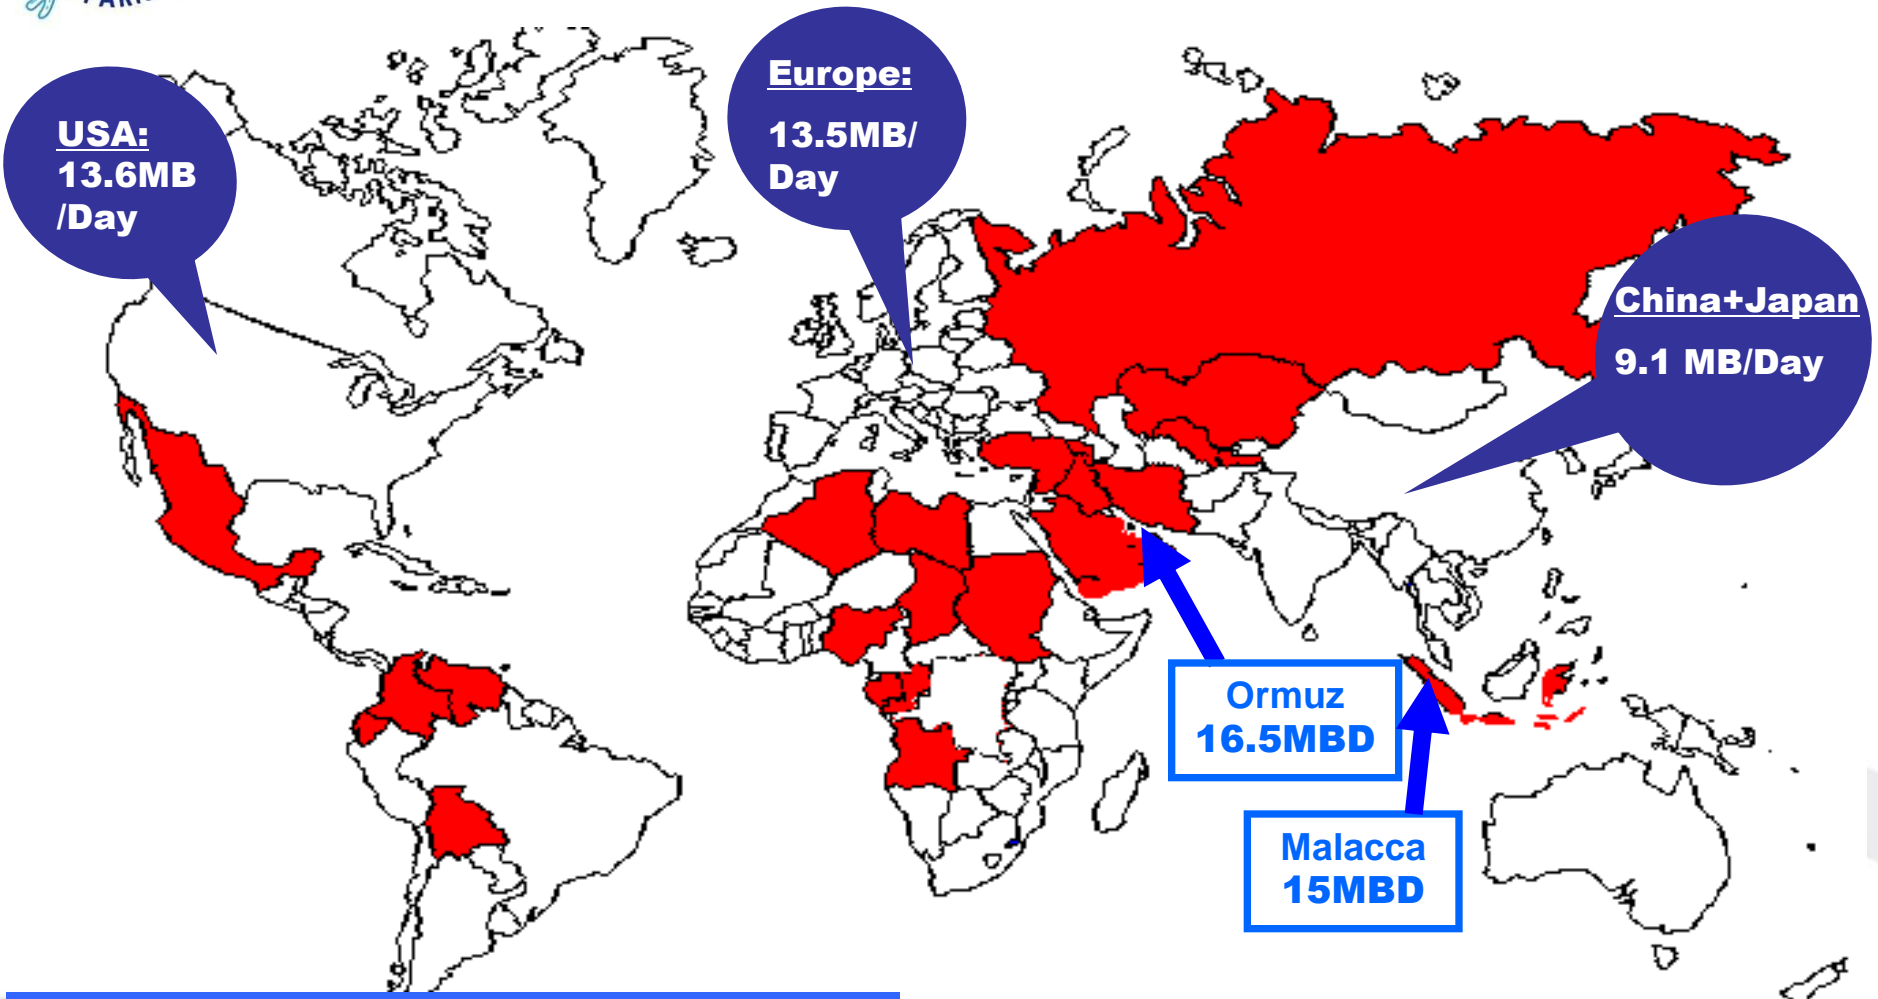 USA:
13.6MB
/Day
Europe:
13.5MB/
Day
China+Japan
9.1 MB/Day
Ormuz
16.5MBD
Malacca
15MBD